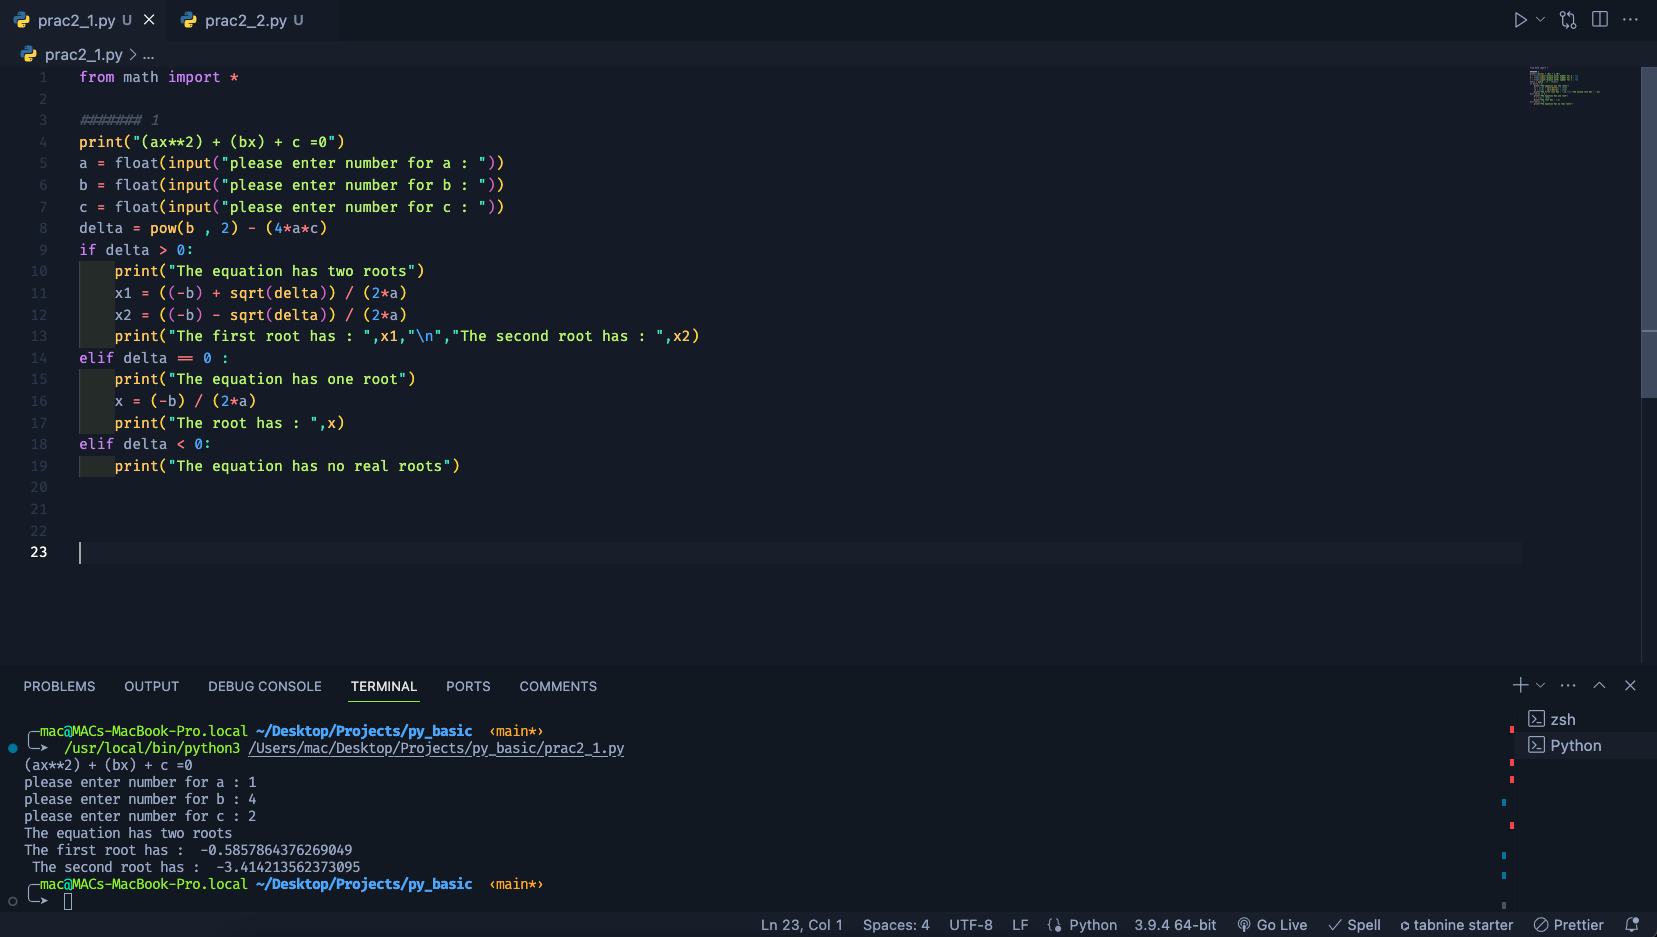 prac2_1.py U
prac2_2.py U
prac2_1.py > ...
1 from math import *
2
3 ####### 1
4 print("(ax**2) + (bx) + c =0")
5 a = float(input("please enter number for a : "))
6 b = float(input("please enter number for b : "))
7 c = float(input("please enter number for c : "))
8 delta = pow(b , 2) - (4*a*c)
9 if delta > 0:
10     print("The equation has two roots")
11     x1 = ((-b) + sqrt(delta)) / (2*a)
12     x2 = ((-b) - sqrt(delta)) / (2*a)
13     print("The first root has : ",x1,"\n","The second root has : ",x2)
14 elif delta == 0 :
15     print("The equation has one root")
16     x = (-b) / (2*a)
17     print("The root has : ",x)
18 elif delta < 0:
19     print("The equation has no real roots")
20
21
22
23
PROBLEMS OUTPUT DEBUG CONSOLE TERMINAL PORTS COMMENTS
zsh
Python
mac@MACs-MacBook-Pro.local ~/Desktop/Projects/py_basic ‹main*›
/usr/local/bin/python3 /Users/mac/Desktop/Projects/py_basic/prac2_1.py
(ax**2) + (bx) + c =0
please enter number for a : 1
please enter number for b : 4
please enter number for c : 2
The equation has two roots
The first root has :  -0.5857864376269049
 The second root has :  -3.414213562373095
mac@MACs-MacBook-Pro.local ~/Desktop/Projects/py_basic ‹main*›
Ln 23, Col 1 Spaces: 4 UTF-8 LF Python 3.9.4 64-bit Go Live Spell tabnine starter Prettier